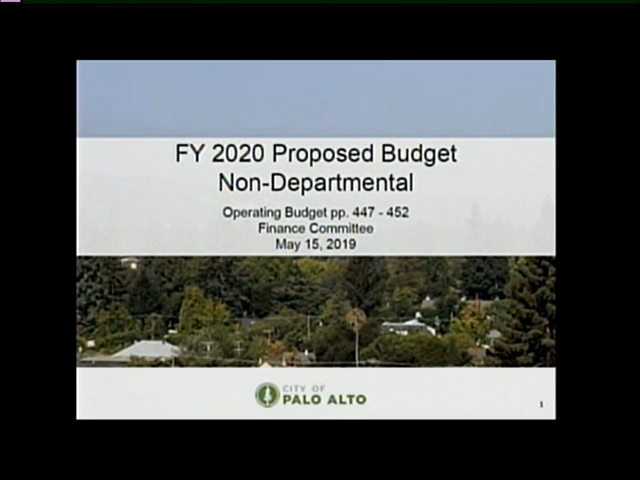 FY 2020 Proposed Budget
Non-Departmental
Operating Budget pp. 447 - 452
Finance Committee
May 15, 2019
CITY OF
PALO ALTO
1